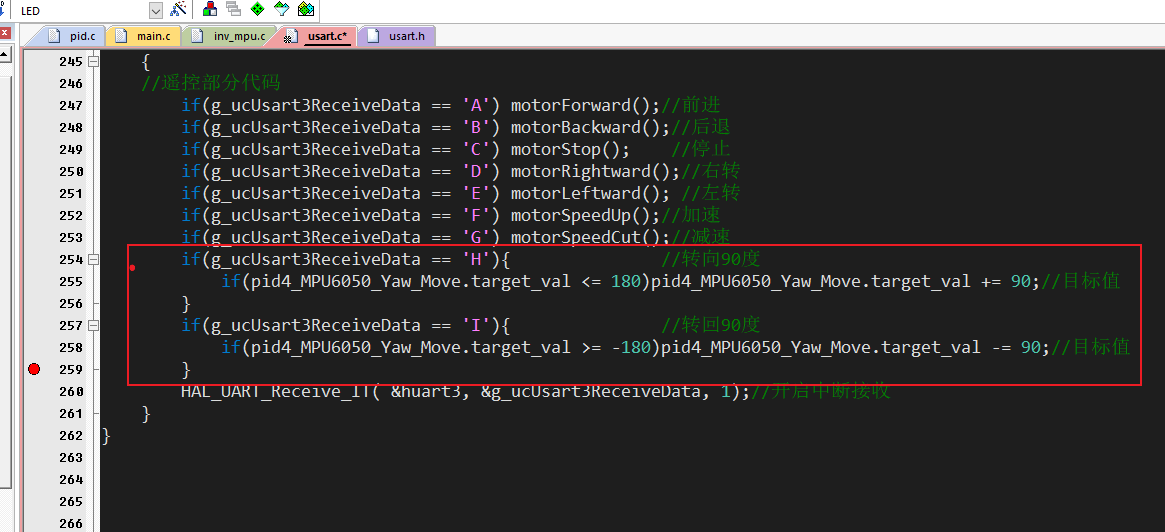 LED
pid.c main.c inv_mpu.c usart.c* usart.h
245 {
246 //遥控部分代码
247 if(g_ucUsart3ReceiveData == 'A') motorForward();//前进
248 if(g_ucUsart3ReceiveData == 'B') motorBackward();//后退
249 if(g_ucUsart3ReceiveData == 'C') motorStop(); //停止
250 if(g_ucUsart3ReceiveData == 'D') motorRightward();//右转
251 if(g_ucUsart3ReceiveData == 'E') motorLeftward(); //左转
252 if(g_ucUsart3ReceiveData == 'F') motorSpeedUp();//加速
253 if(g_ucUsart3ReceiveData == 'G') motorSpeedCut();//减速
254 if(g_ucUsart3ReceiveData == 'H'){ //转向90度
255 if(pid4_MPU6050_Yaw_Move.target_val <= 180)pid4_MPU6050_Yaw_Move.target_val += 90;//目标值
256 }
257 if(g_ucUsart3ReceiveData == 'I'){ //转回90度
258 if(pid4_MPU6050_Yaw_Move.target_val >= -180)pid4_MPU6050_Yaw_Move.target_val -= 90;//目标值
259 }
260 HAL_UART_Receive_IT( &huart3, &g_ucUsart3ReceiveData, 1);//开启中断接收
261 }
262 }
263
264
265
266